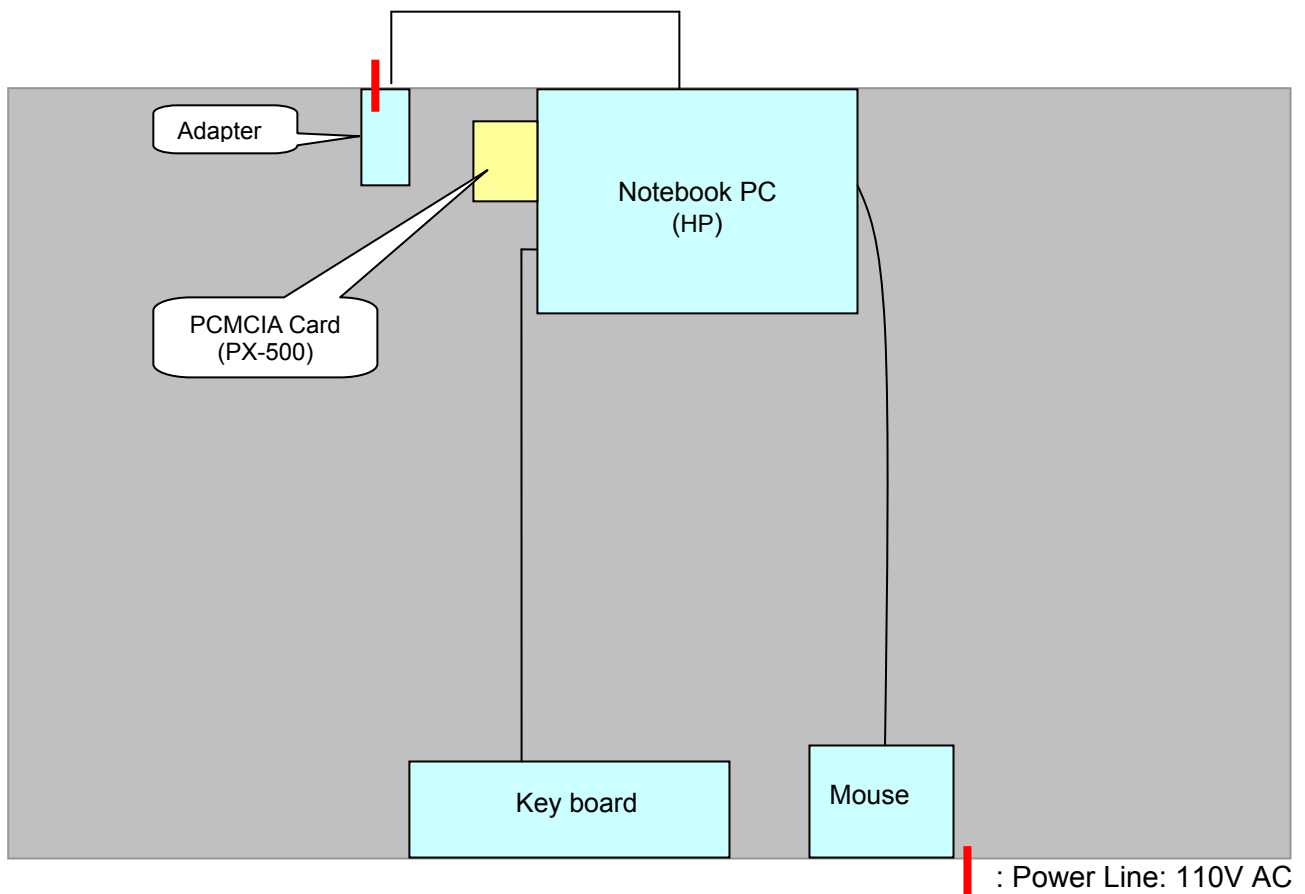 Adapter
Notebook PC
(HP)
PCMCIA Card
(PX-500)
Key board
Mouse
: Power Line: 110V AC